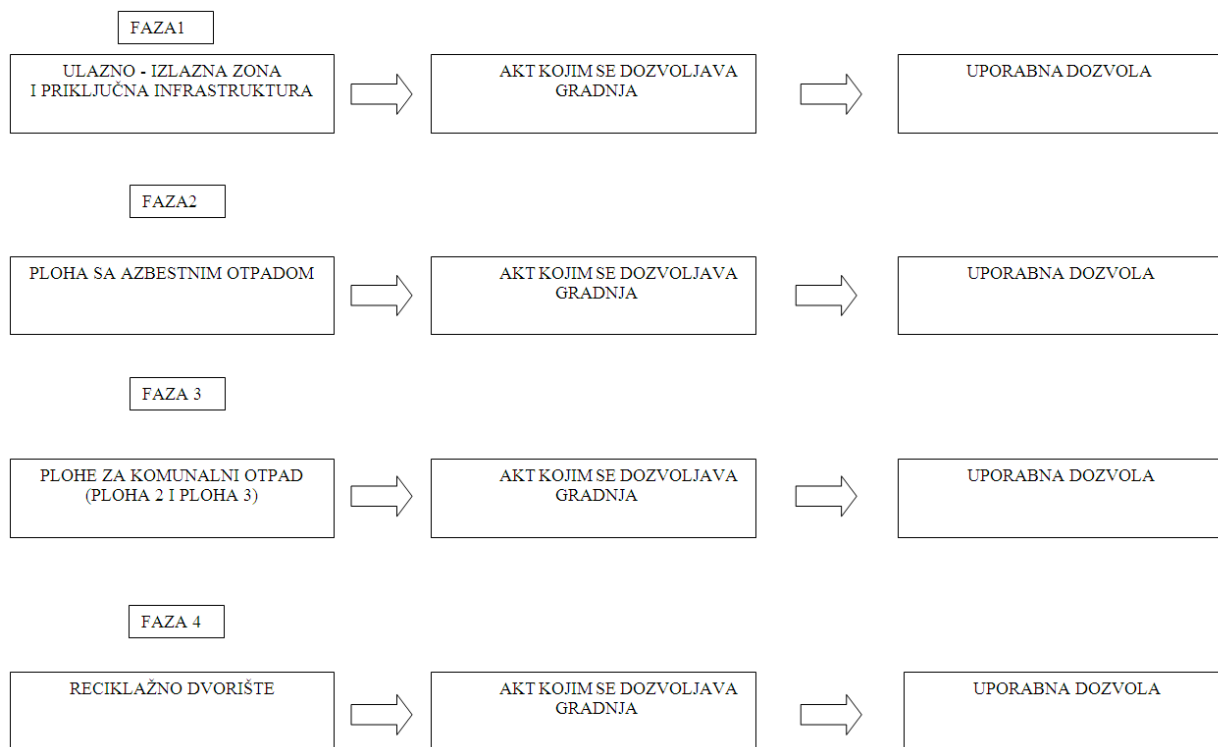 FAZA1
ULAZNO - IZLAZNA ZONA
I PRIKLJUČNA INFRASTRUKTURA
AKT KOJIM SE DOZVOLJAVA
GRADNJA
UPORABNA DOZVOLA
FAZA2
PLOHA SA AZBESTNIM OTPADOM
AKT KOJIM SE DOZVOLJAVA
GRADNJA
UPORABNA DOZVOLA
FAZA 3
PLOHE ZA KOMUNALNI OTPAD
(PLOHA 2 I PLOHA 3)
AKT KOJIM SE DOZVOLJAVA
GRADNJA
UPORABNA DOZVOLA
FAZA 4
RECIKLAŽNO DVORIŠTE
AKT KOJIM SE DOZVOLJAVA
GRADNJA
UPORABNA DOZVOLA